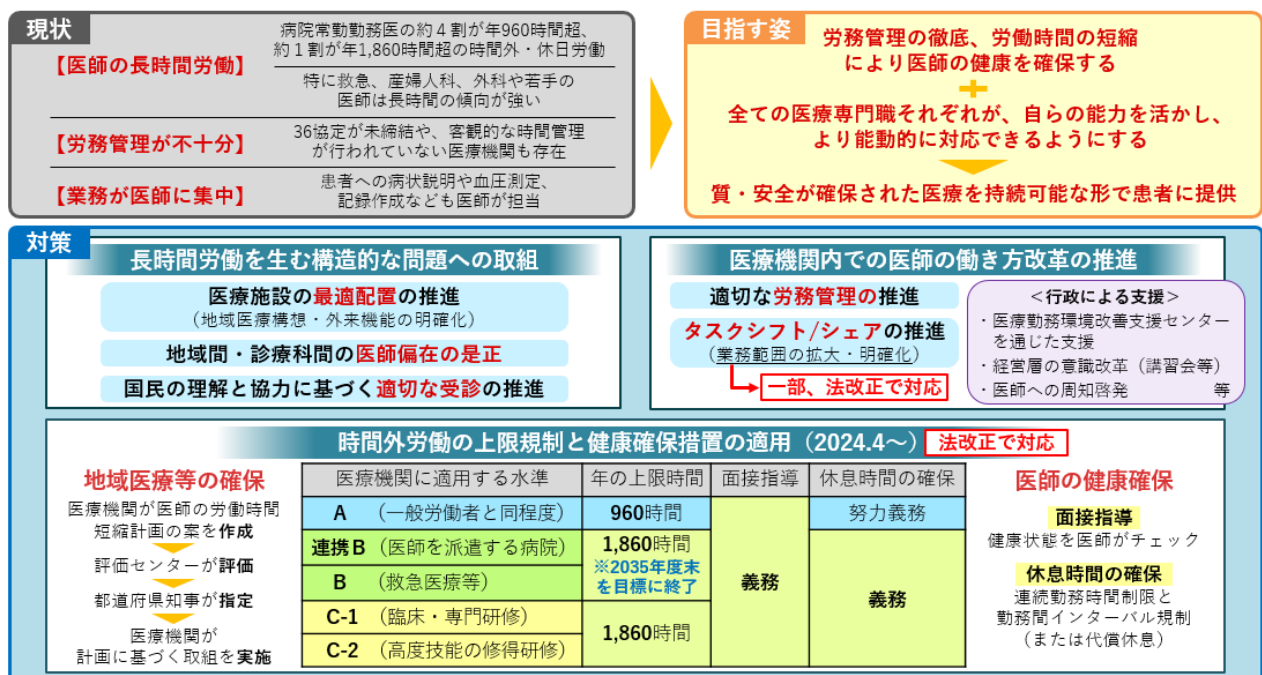 現状
【医師の長時間労働】
病院常勤勤務医の約４割が年960時間超、
約１割が年1,860時間超の時間外・休日労働
特に救急、産婦人科、外科や若手の
医師は長時間の傾向が強い
【労務管理が不十分】
36協定が未締結や、客観的な時間管理
が行われていない医療機関も存在
【業務が医師に集中】
患者への病状説明や血圧測定、
記録作成なども医師が担当
目指す姿
労務管理の徹底、労働時間の短縮
により医師の健康を確保する
＋
全ての医療専門職それぞれが、自らの能力を活かし、
より能動的に対応できるようにする
質・安全が確保された医療を持続可能な形で患者に提供
対策
長時間労働を生む構造的な問題への取組
医療施設の最適配置の推進
（地域医療構想・外来機能の明確化）
地域間・診療科間の医師偏在の是正
国民の理解と協力に基づく適切な受診の推進
医療機関内での医師の働き方改革の推進
適切な労務管理の推進
タスクシフト/シェアの推進
（業務範囲の拡大・明確化）
一部、法改正で対応
＜行政による支援＞
・医療勤務環境改善支援センター
を通じた支援
・経営層の意識改革（講習会等）
・医師への周知啓発 等
時間外労働の上限規制と健康確保措置の適用（2024.4～） 法改正で対応
地域医療等の確保
医療機関が医師の労働時間
短縮計画の案を作成
評価センターが評価
都道府県知事が指定
医療機関が
計画に基づく取組を実施
医療機関に適用する水準 年の上限時間 面接指導 休息時間の確保
A （一般労働者と同程度） 960時間 努力義務
連携B （医師を派遣する病院） 1,860時間
※2035年度末
を目標に終了
B （救急医療等）
義務 義務
C-1 （臨床・専門研修） 1,860時間
C-2 （高度技能の修得研修）
医師の健康確保
面接指導
健康状態を医師がチェック
休息時間の確保
連続勤務時間制限と
勤務間インターバル規制
（または代償休息）